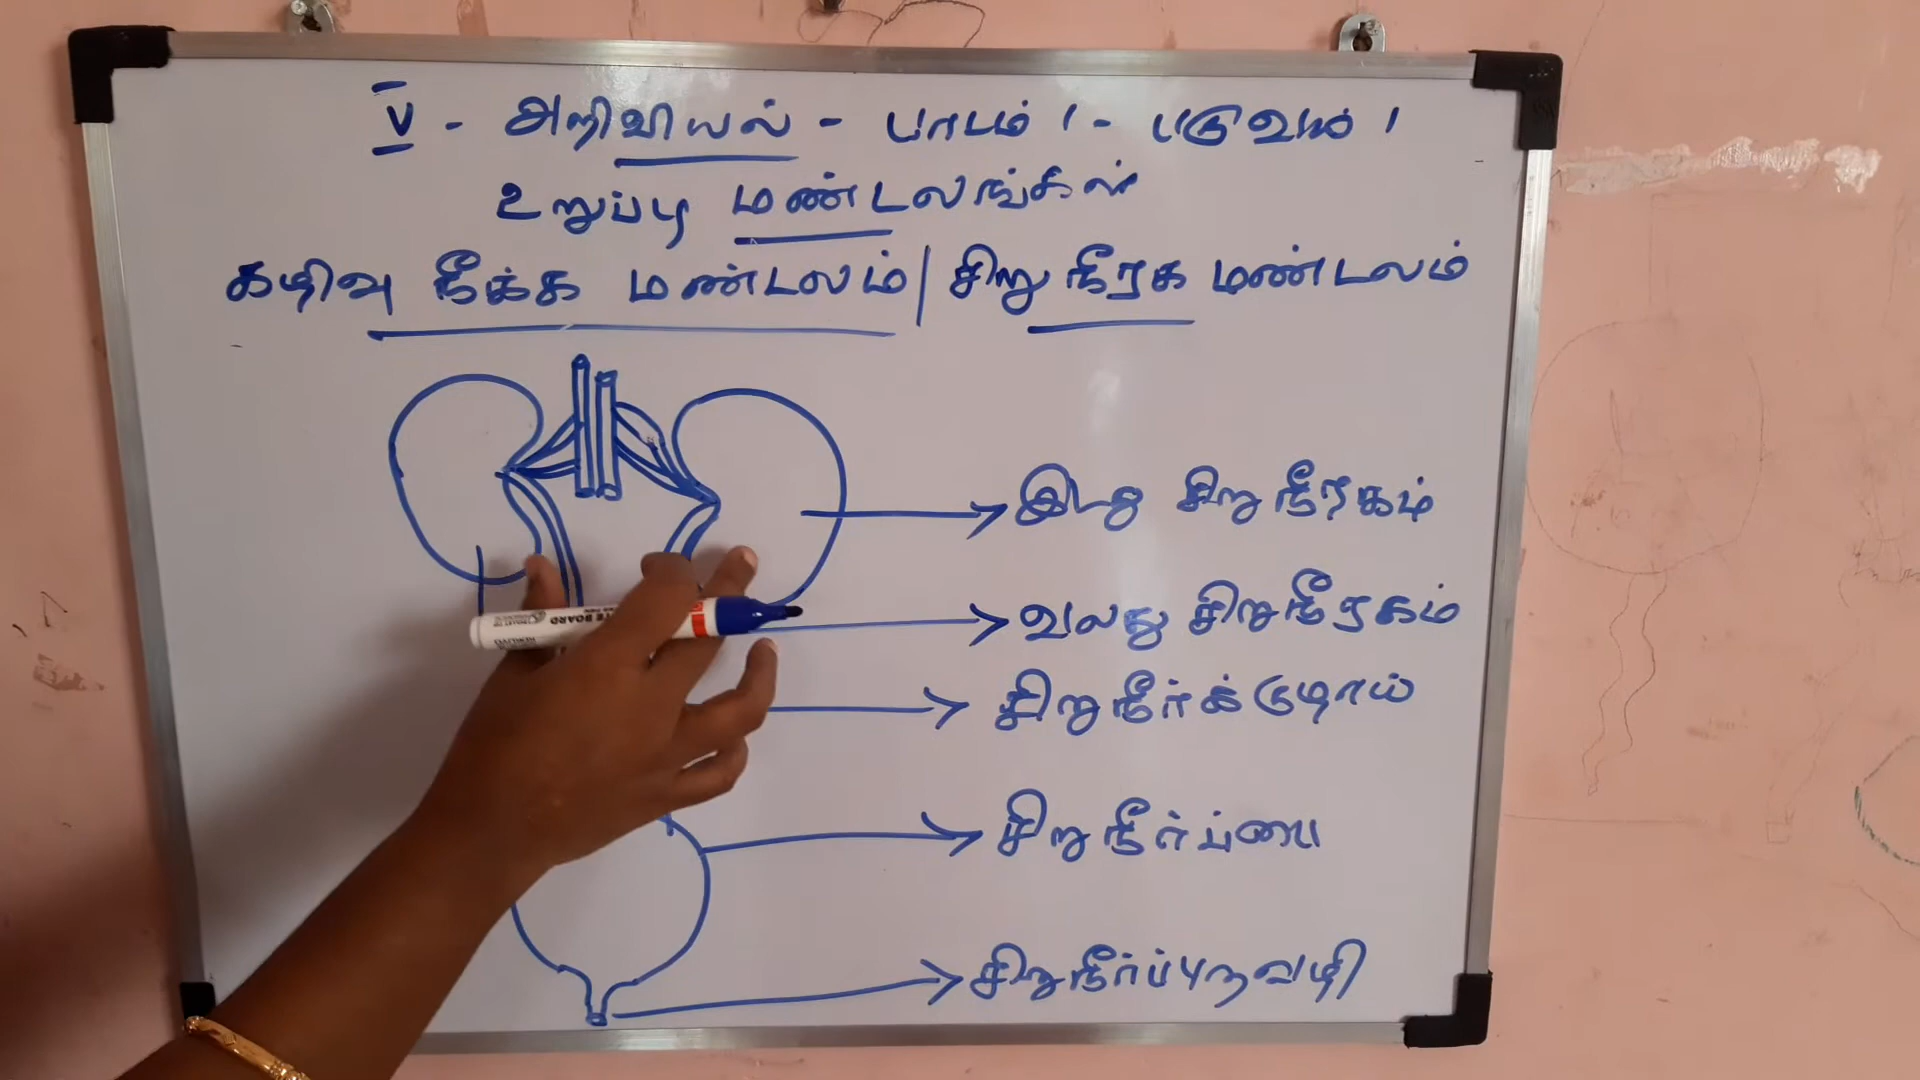 V - அறிவியல் - பாடம் 1 - பருவம் 1
உறுப்பு மண்டலங்கள்
கழிவு நீக்க மண்டலம் | சிறுநீரக மண்டலம்
இடது சிறுநீரகம்
வலது சிறுநீரகம்
சிறுநீர்க்குழாய்
சிறுநீர்ப்பை
சிறுநீர்ப்புறவழி